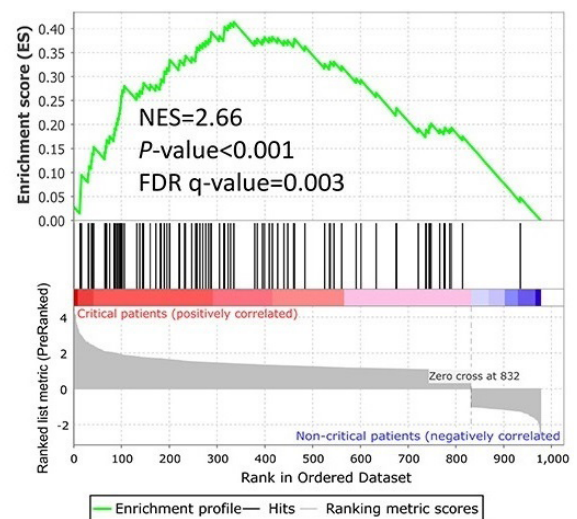 Enrichment score (ES)
0.40
0.35
0.30
0.25
0.20
0.15
0.10
0.05
0.00
NES=2.66
P-value<0.001
FDR q-value=0.003
Ranked list metric (PreRanked)
Critical patients (positively correlated)
4
2
0
-2
Zero cross at 832
Non-critical patients (negatively correlated
0 100 200 300 400 500 600 700 800 900 1,000
Rank in Ordered Dataset
Enrichment profile Hits Ranking metric scores